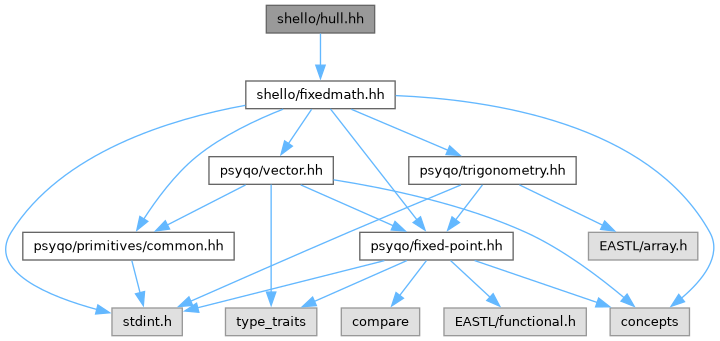 shello/hull.hh
shello/fixedmath.hh
psyqo/vector.hh
psyqo/trigonometry.hh
psyqo/primitives/common.hh
psyqo/fixed-point.hh
EASTL/array.h
stdint.h
type_traits
compare
EASTL/functional.h
concepts